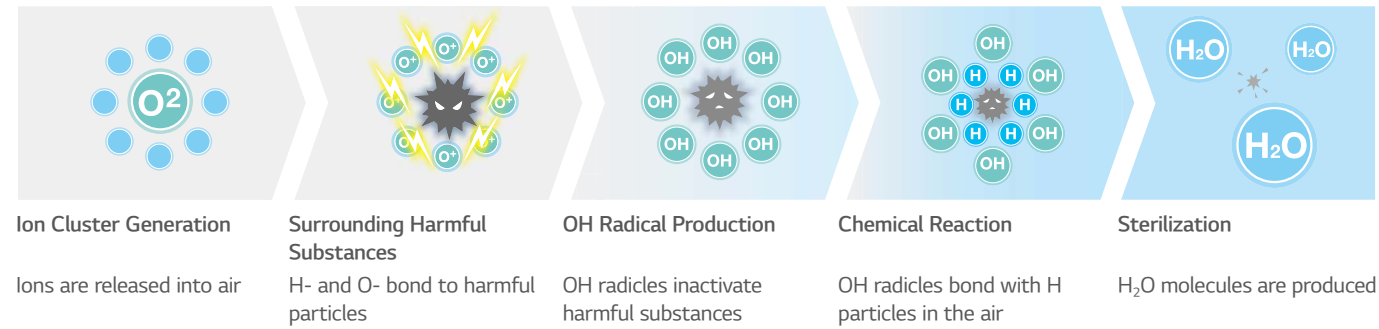 O²
O⁺
O⁺ O⁺
O⁺ O⁺
O⁺ O⁺
O⁺
OH
OH OH
OH OH
OH OH
OH
OH
OH H H OH
H H
OH H H OH
OH
H₂O H₂O
H₂O
Ion Cluster Generation
Ions are released into air
Surrounding Harmful
Substances
H- and O- bond to harmful
particles
OH Radical Production
OH radicles inactivate
harmful substances
Chemical Reaction
OH radicles bond with H
particles in the air
Sterilization
H₂O molecules are produced